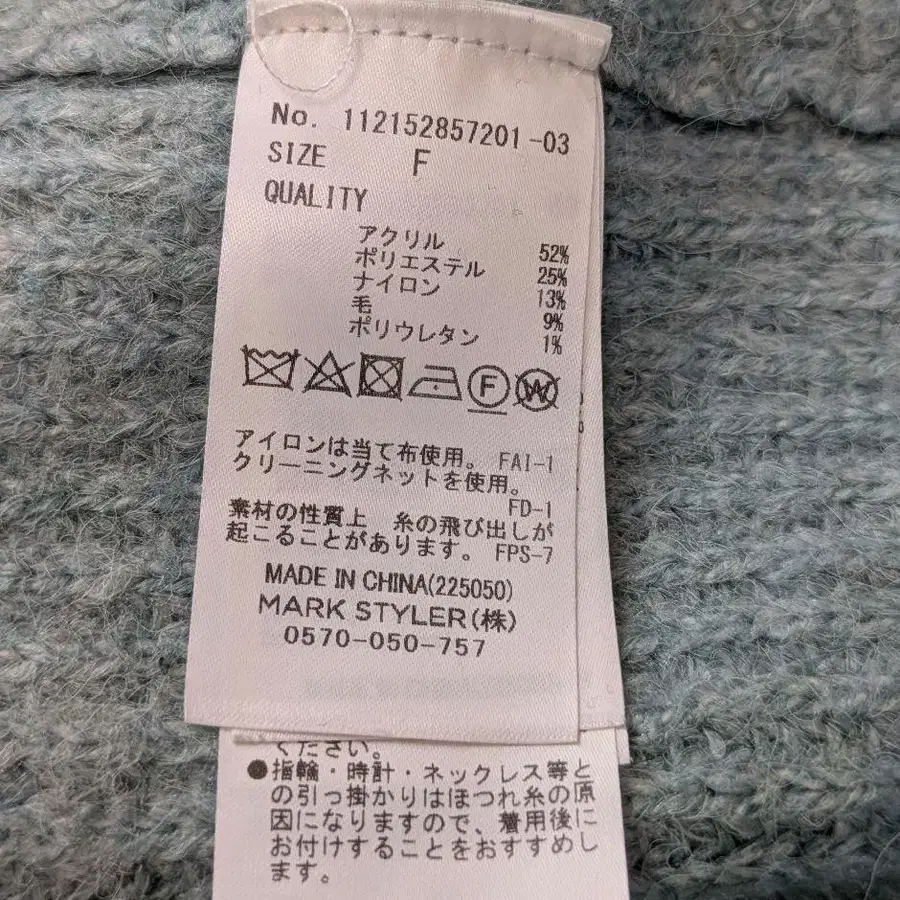 No. 112152857201-03
SIZE F
QUALITY
アクリル 52%
ポリエステル 25%
ナイロン 13%
毛 9%
ポリウレタン 1%
F
W
アイロンは当て布使用。 FAI-1
クリーニングネットを使用。
FD-1
素材の性質上 糸の飛び出しが
起こることがあります。 FPS-7
MADE IN CHINA(225050)
MARK STYLER(株)
0570-050-757
ください。
●指輪・時計・ネックレス等と
の引っ掛かりはほつれ糸の原
因になりますので、着用後に
お付けすることをおすすめし
ます。